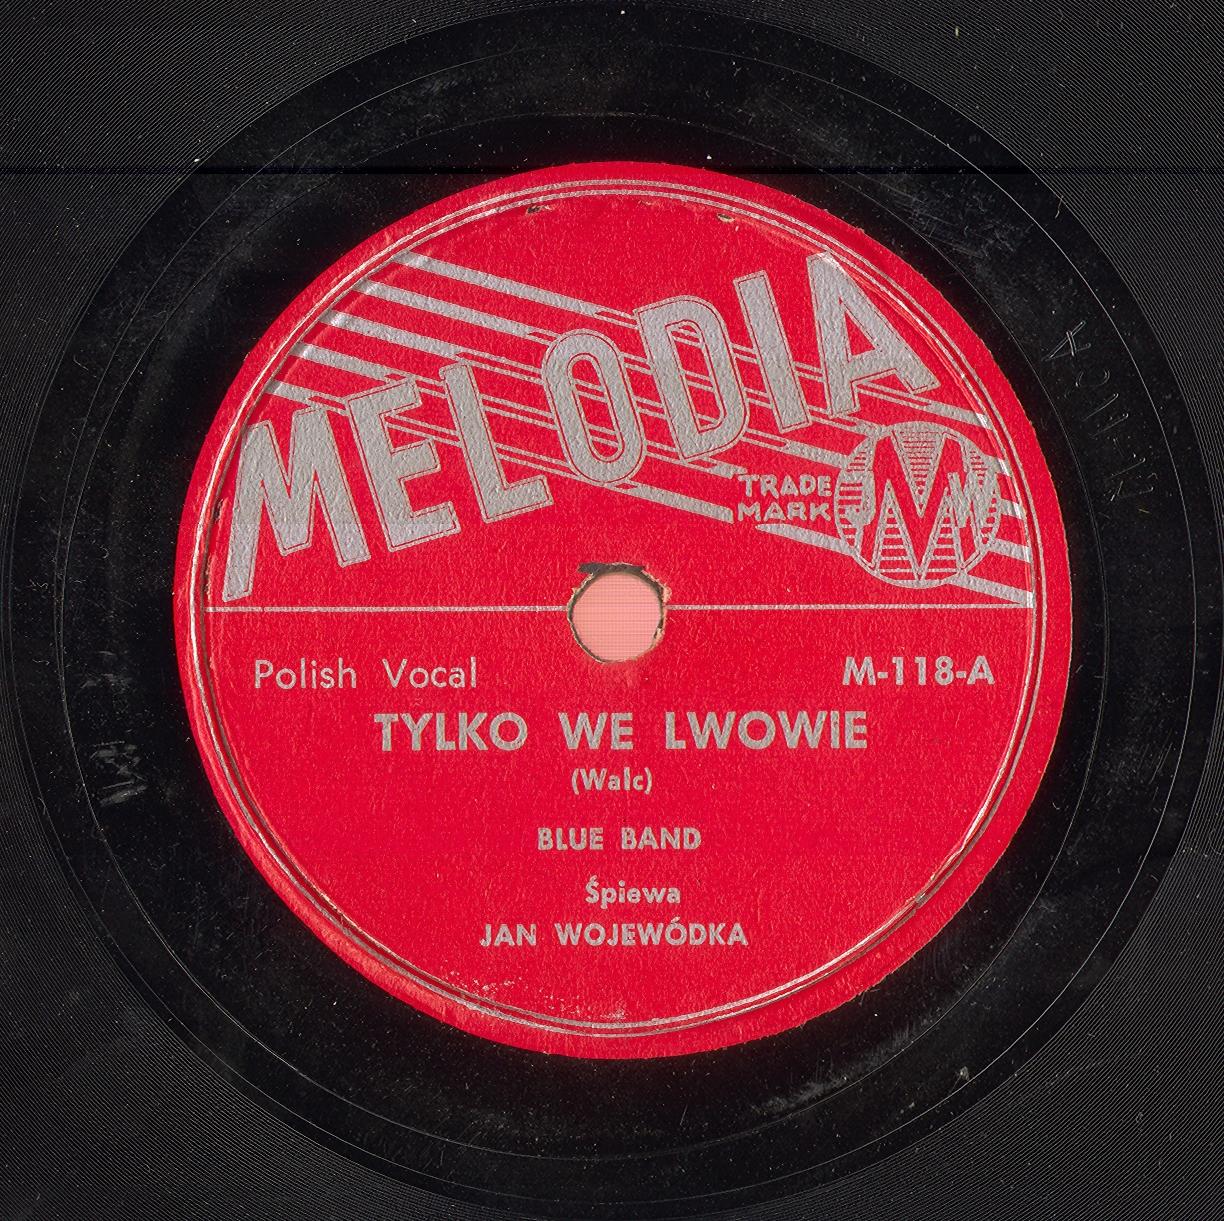 MELODIA
TRADE
MARK
M
Polish Vocal
M-118-A
TYLKO WE LWOWIE
(Walc)
BLUE BAND
Śpiewa
JAN WOJEWÓDKA